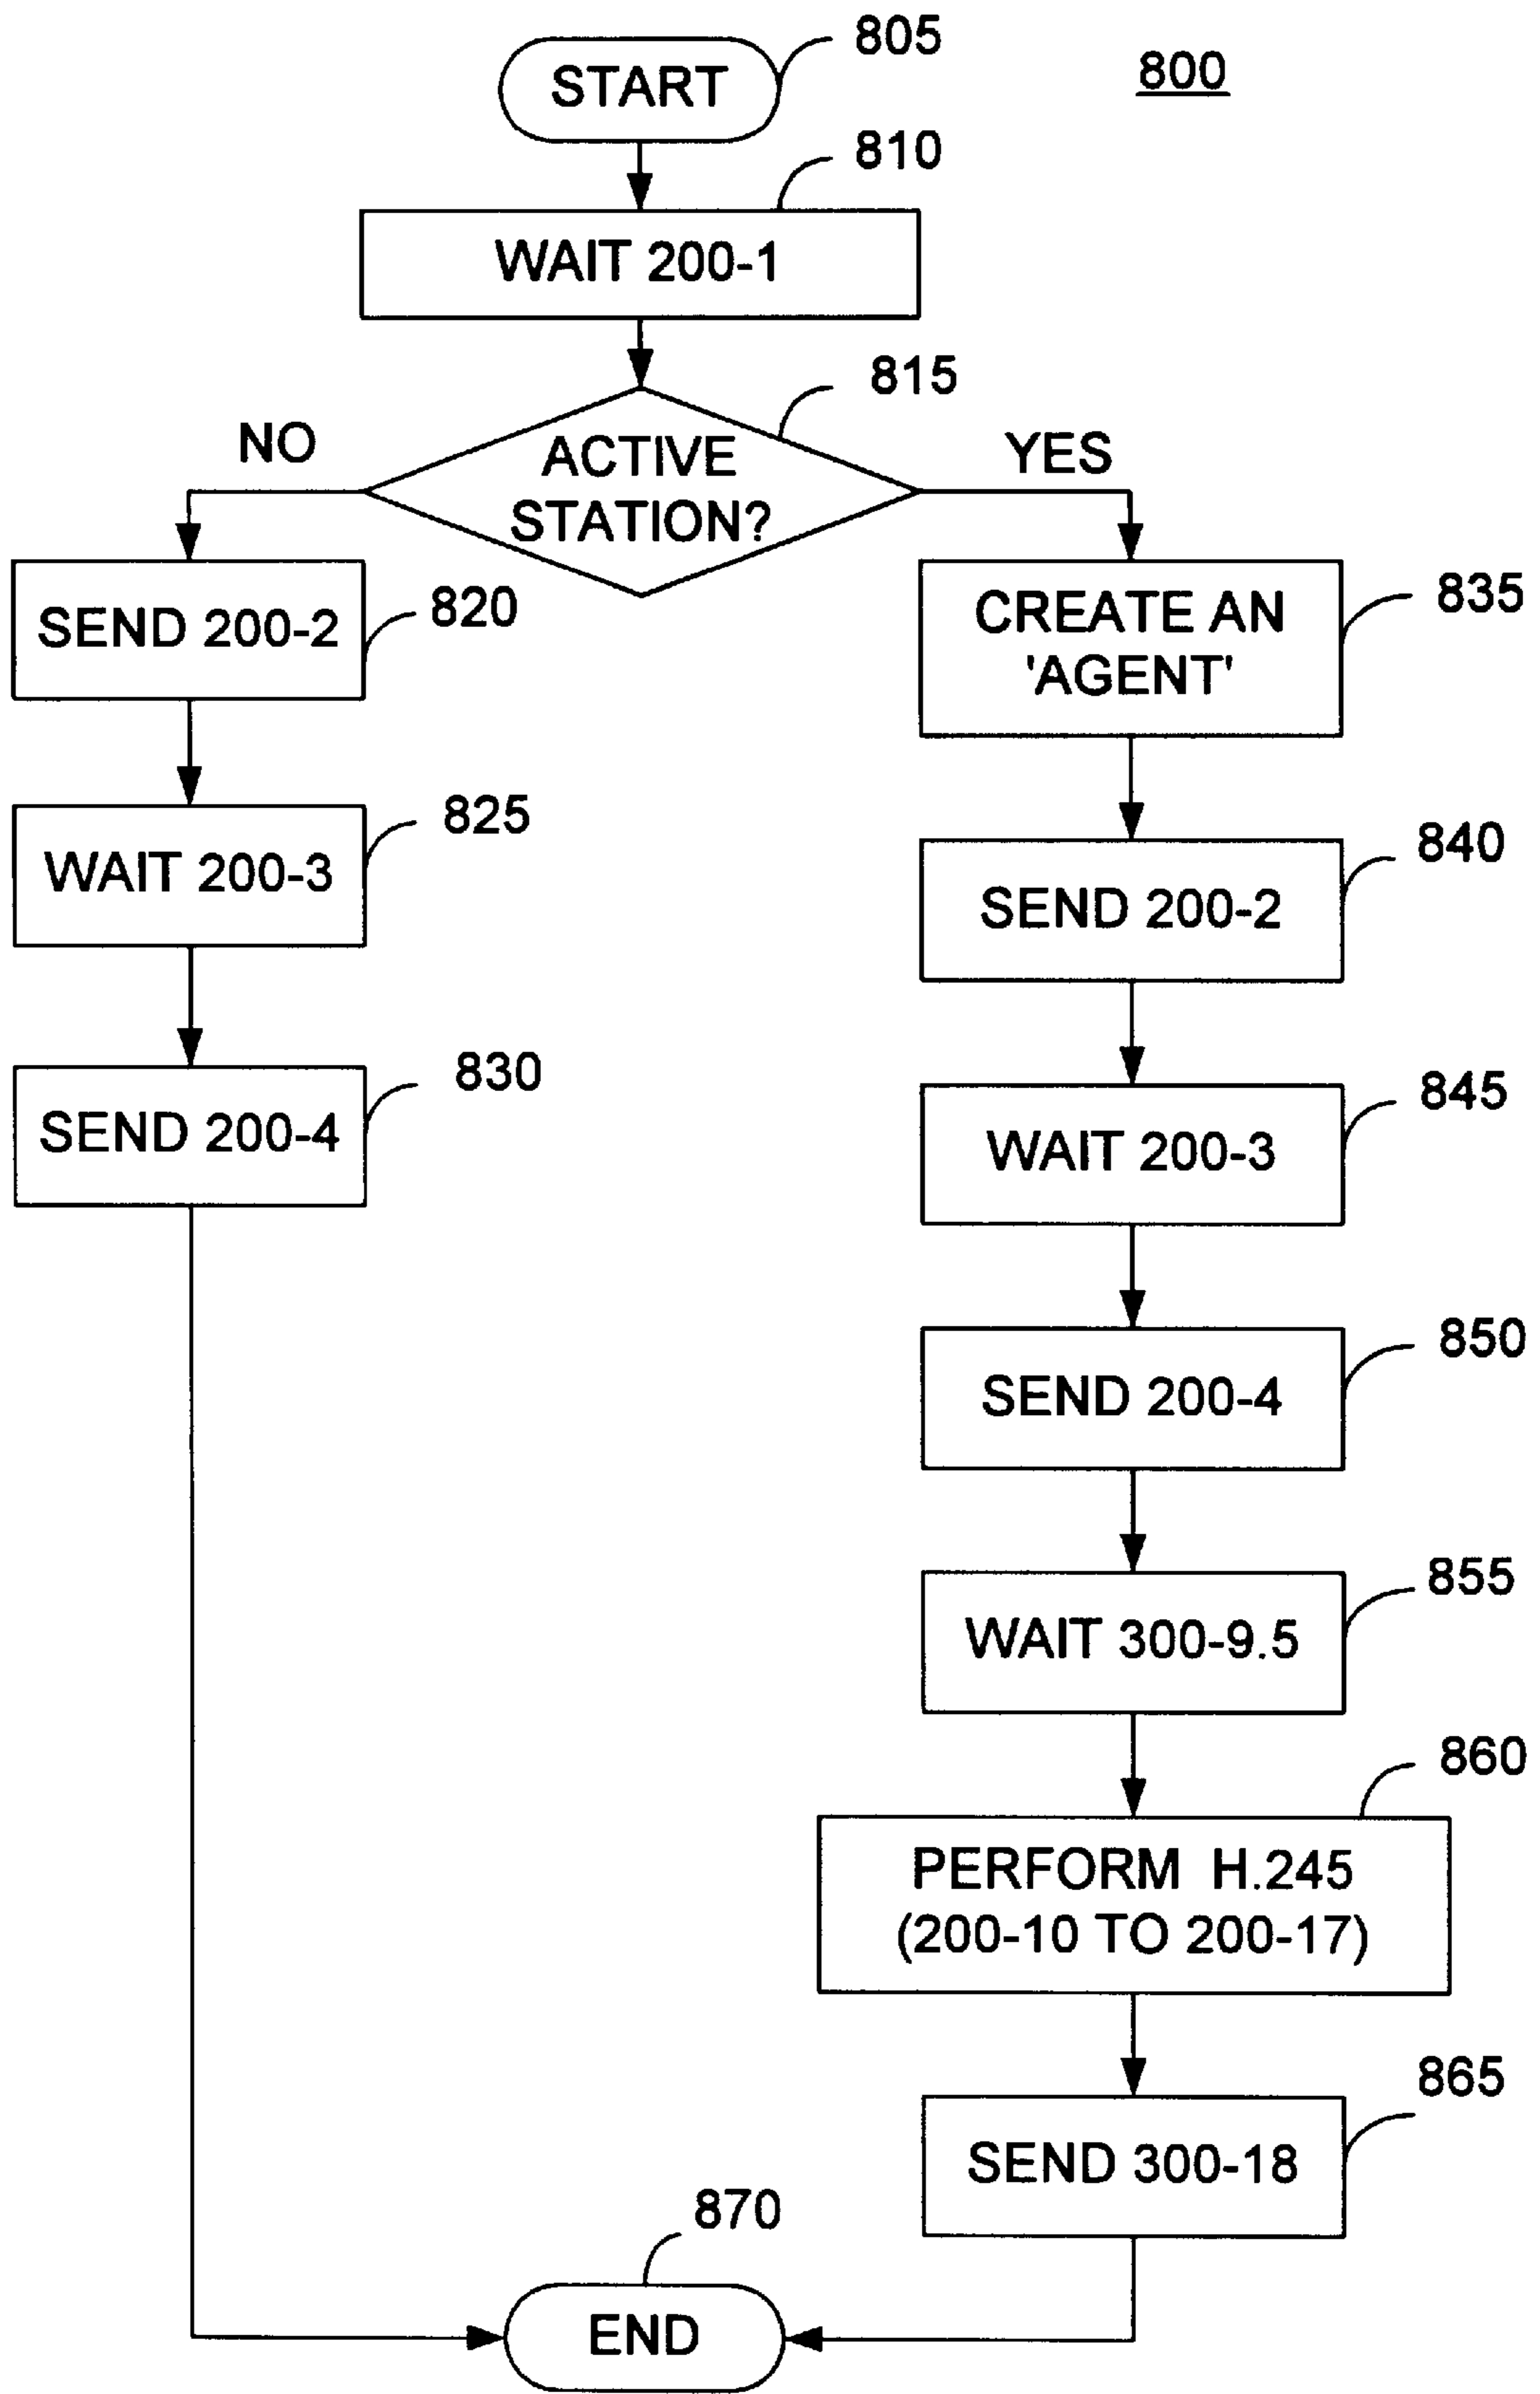 805
START
800
810
WAIT 200-1
815
NO
YES
ACTIVE
STATION?
SEND 200-2
820
CREATE AN
'AGENT'
835
825
WAIT 200-3
840
SEND 200-2
830
SEND 200-4
845
WAIT 200-3
850
SEND 200-4
855
WAIT 300-9.5
860
PERFORM H.245
(200-10 TO 200-17)
865
SEND 300-18
870
END